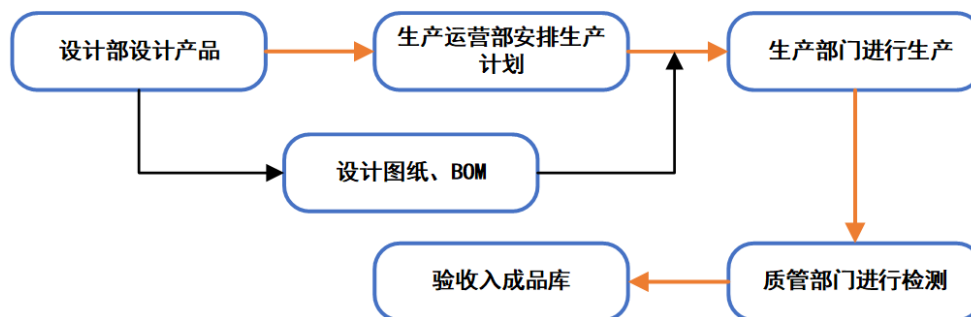 设计部设计产品
生产运营部安排生产
计划
生产部门进行生产
设计图纸、BOM
验收入成品库
质管部门进行检测